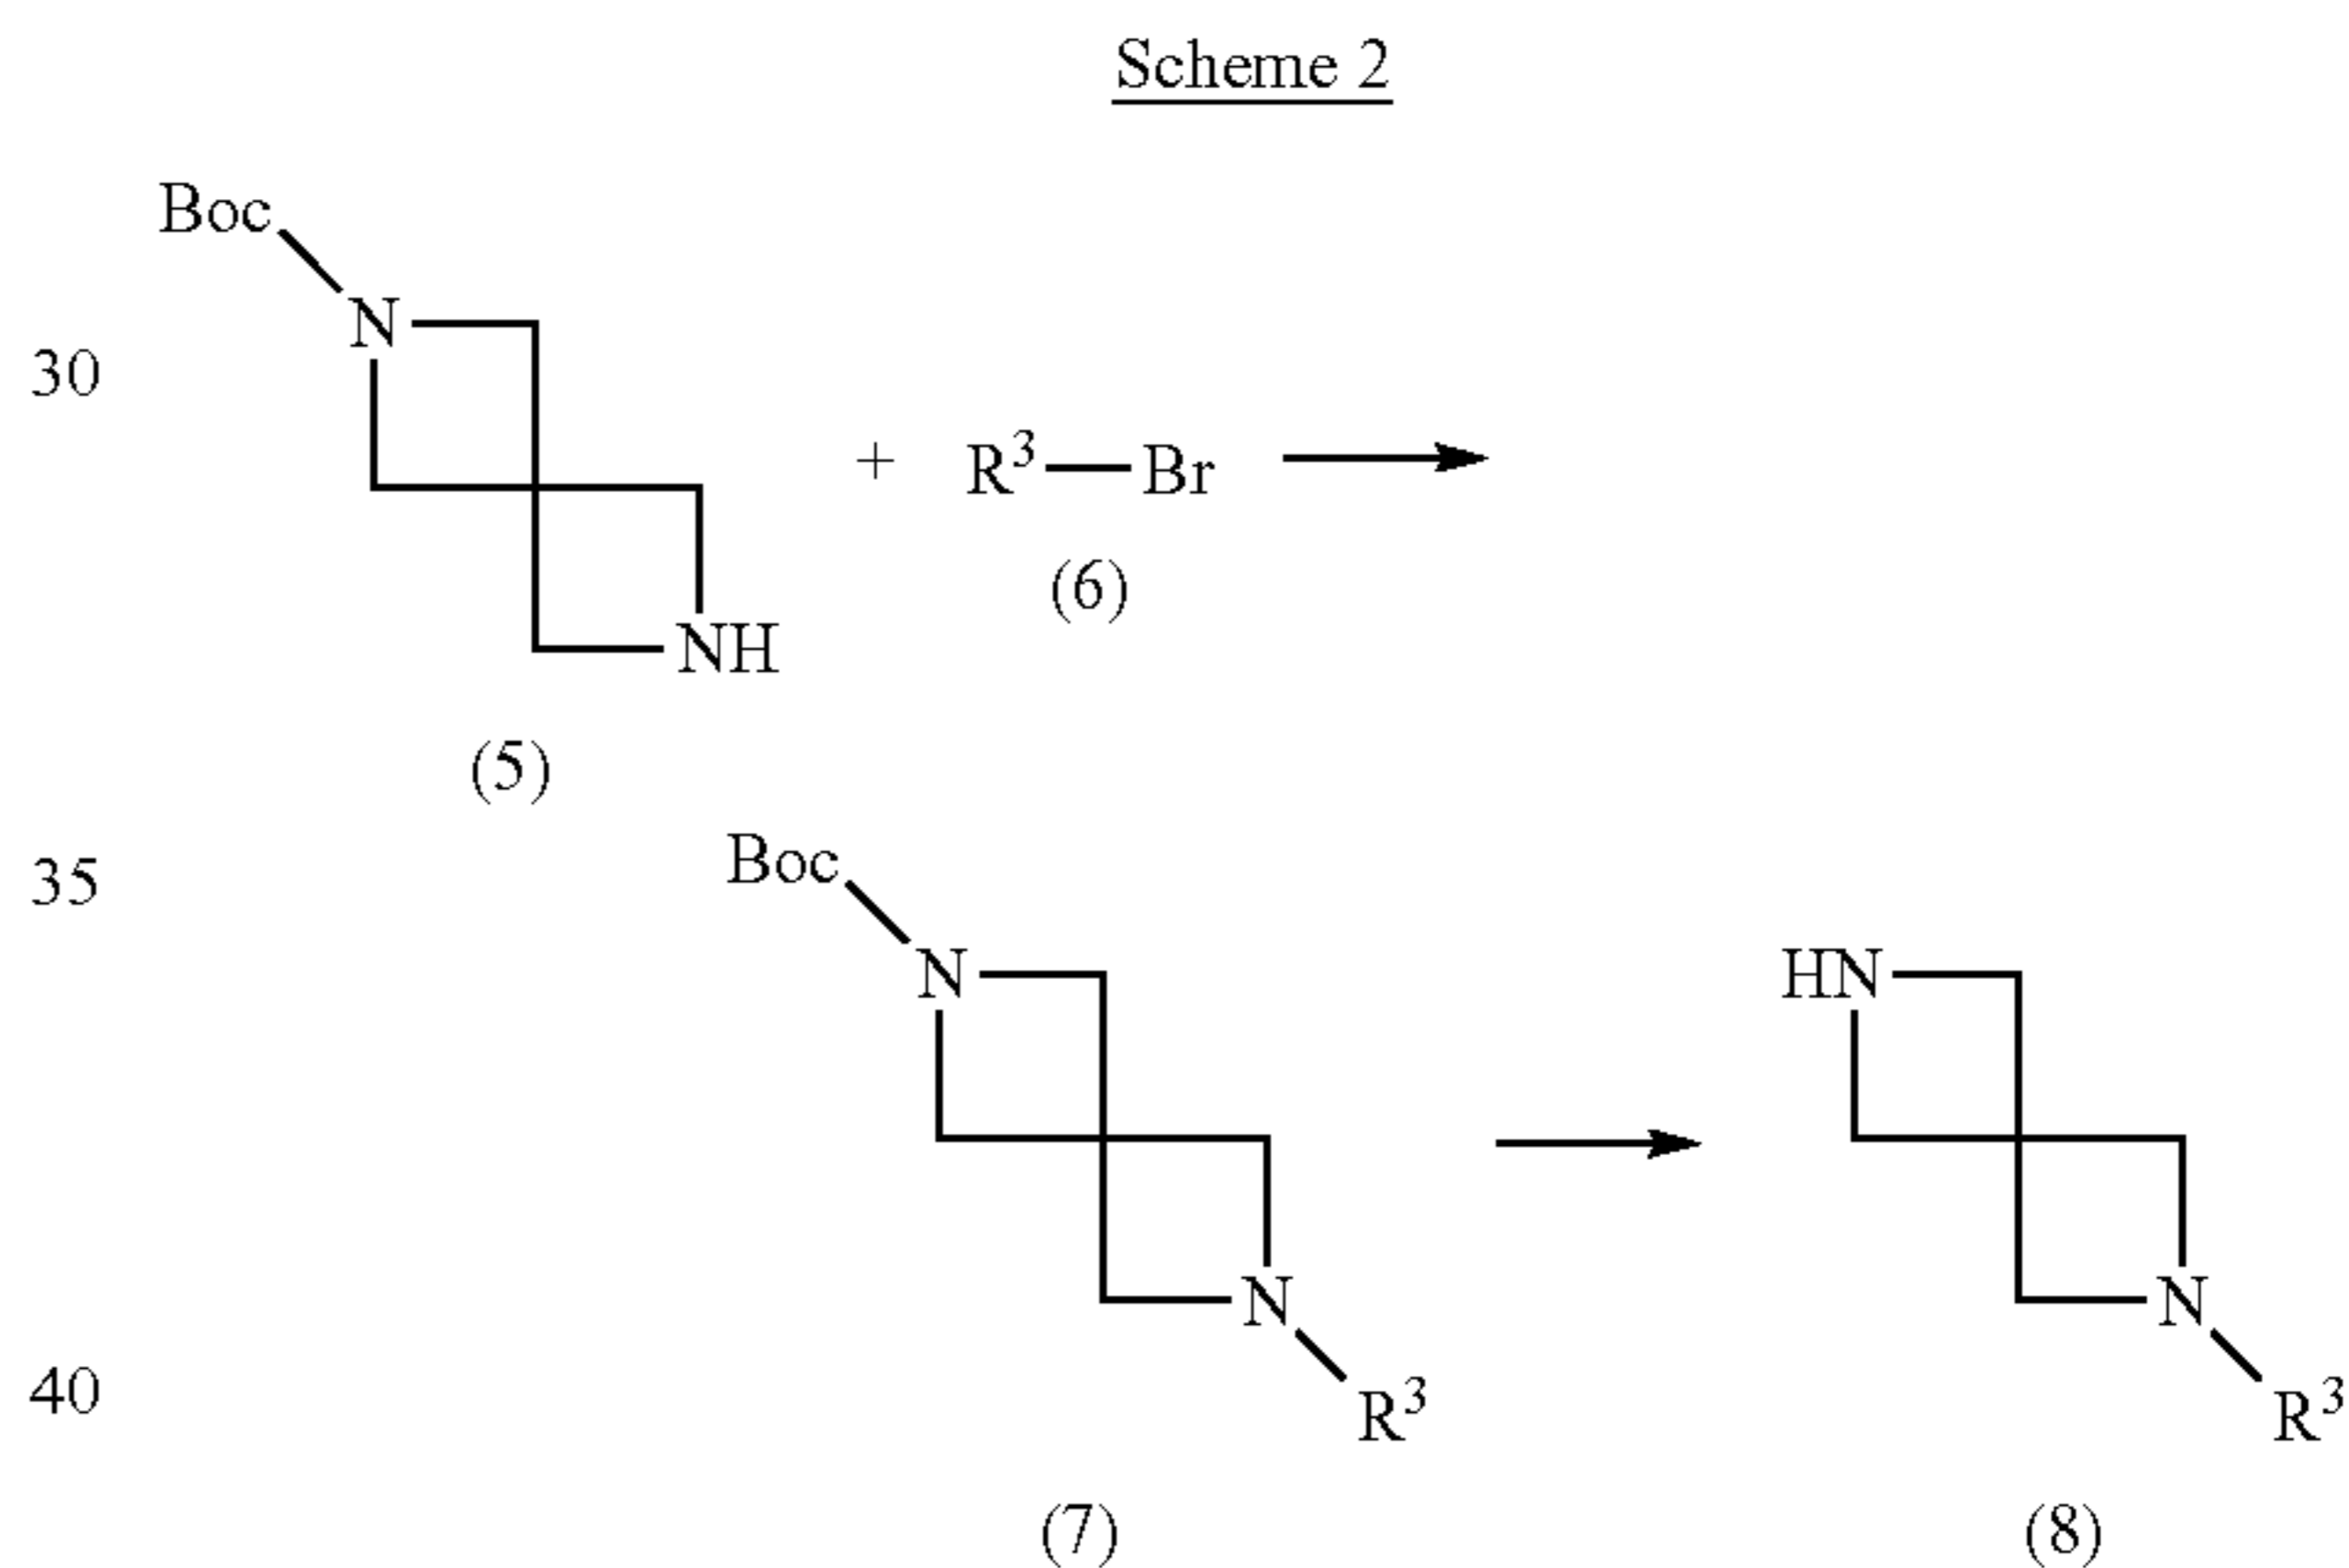 Scheme 2
Boc
N
30
+ R³—Br
(6)
NH
(5)
Boc
35
N
HN
N
N
40
R³
R³
(7)
(8)